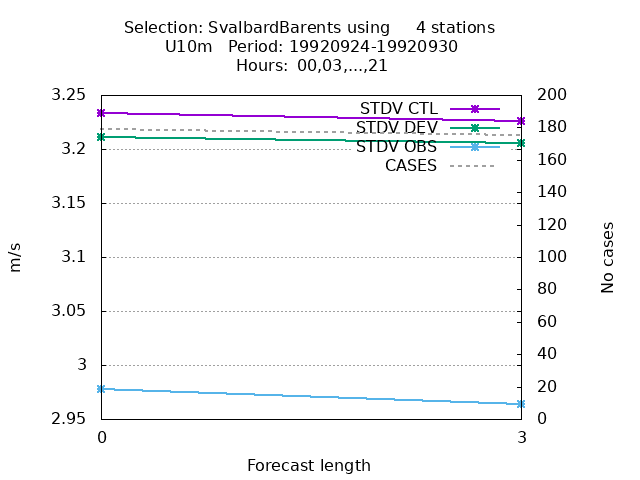 Selection: SvalbardBarents using     4 stations
U10m   Period: 19920924-19920930
Hours:  00,03,...,21
3.25
3.2
3.15
3.1
3.05
3
2.95
m/s
200
180
160
140
120
100
80
60
40
20
0
No cases
STDV CTL
STDV DEV
STDV OBS
CASES
0
3
Forecast length